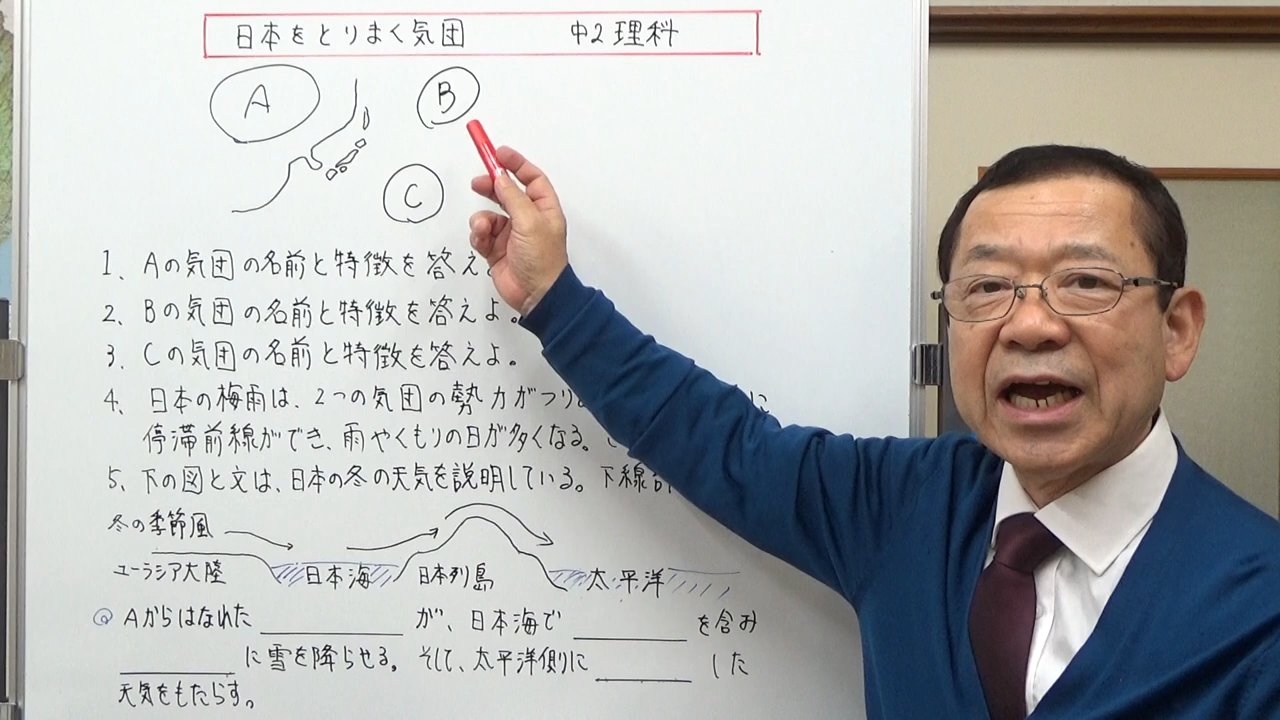 日本をとりまく気団 中2理科
A
B
C
1、Aの気団の名前と特徴を答え
2、Bの気団の名前と特徴を答えよ。
3、Cの気団の名前と特徴を答えよ。
4、日本の梅雨は、2つの気団の勢力がつり に
停滞前線ができ、雨やくもりの日が多くなる。
5、下の図と文は、日本の冬の天気を説明している。下線部
冬の季節風
ユーラシア大陸 日本海 日本列島 太平洋
Q Aからはなれた が、日本海で を含み
に雪を降らせる。そして、太平洋側に した
天気をもたらす。